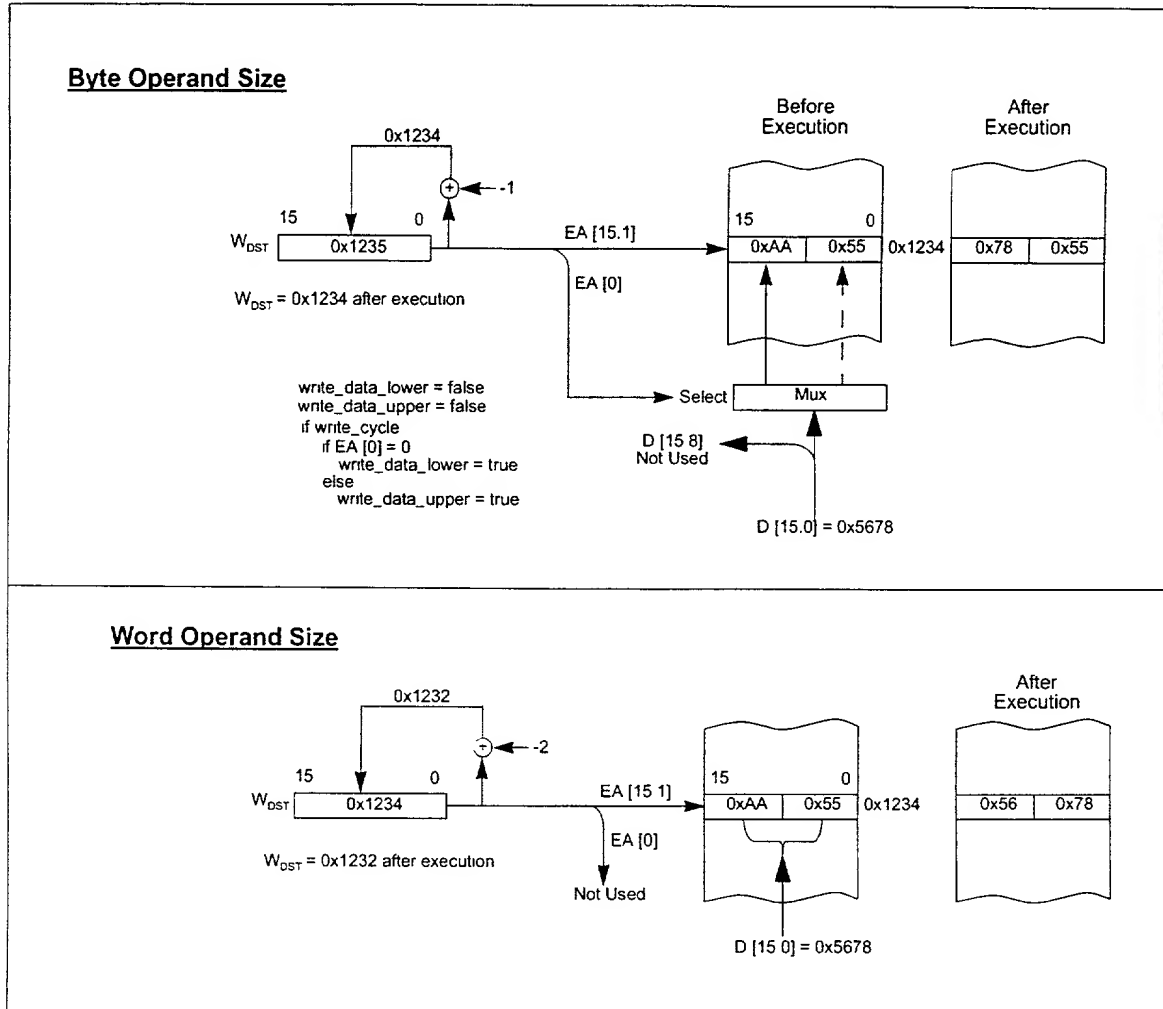 Byte Operand Size
Before
Execution
After
Execution
0x1234
-1
15
0
15
0
W_DST
0x1235
EA [15.1]
0xAA
0x55
0x1234
0x78
0x55
EA [0]
W_DST = 0x1234 after execution
write_data_lower = false
write_data_upper = false
if write_cycle
if EA [0] = 0
write_data_lower = true
else
write_data_upper = true
Select
Mux
D [15 8]
Not Used
D [15.0] = 0x5678
Word Operand Size
After
Execution
0x1232
-2
15
0
15
0
W_DST
0x1234
EA [15 1]
0xAA
0x55
0x1234
0x56
0x78
EA [0]
W_DST = 0x1232 after execution
Not Used
D [15 0] = 0x5678